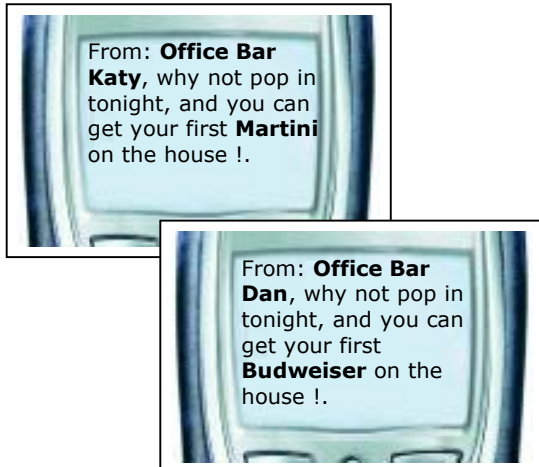 From: Office Bar
Katy, why not pop in
tonight, and you can
get your first Martini
on the house !.
From: Office Bar
Dan, why not pop in
tonight, and you can
get your first
Budweiser on the
house !.